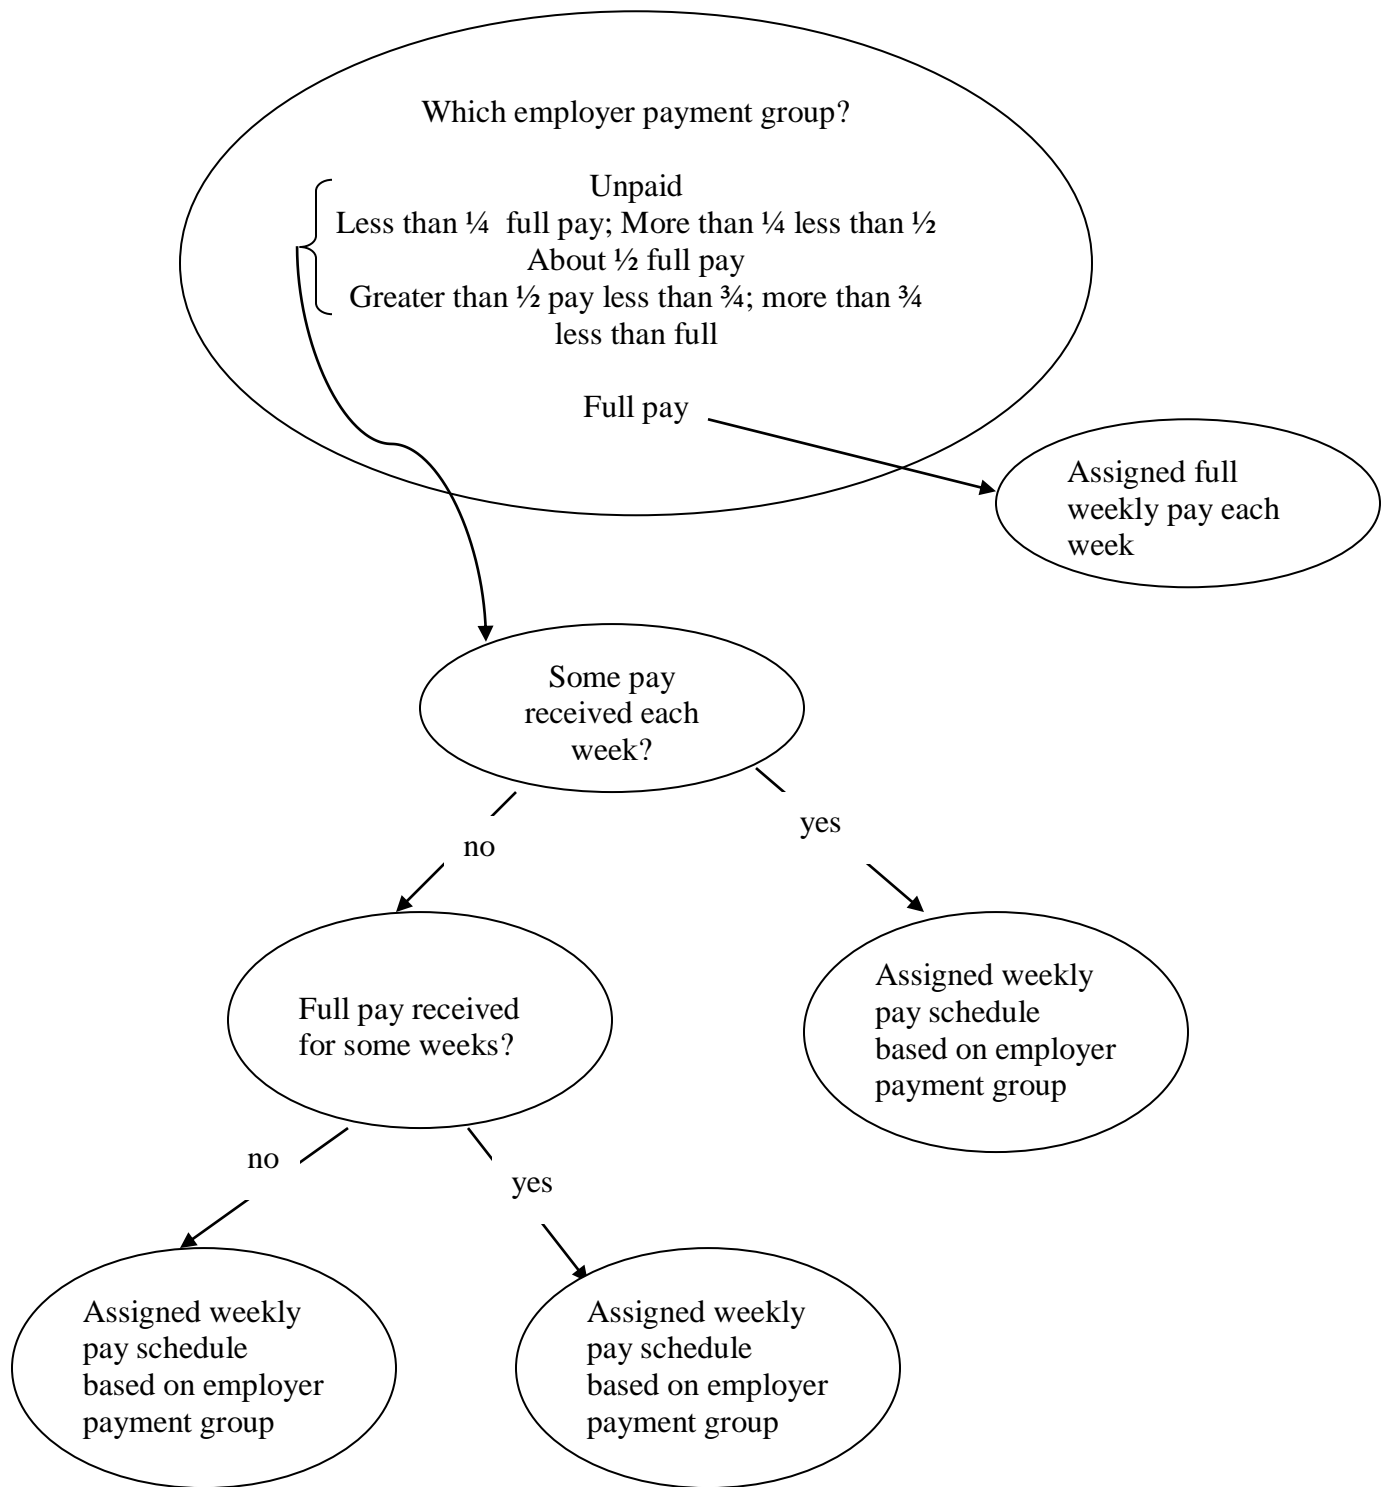 Which employer payment group?
Unpaid
Less than ¼ full pay; More than ¼ less than ½
About ½ full pay
Greater than ½ pay less than ¾; more than ¾
less than full
Full pay
Assigned full
weekly pay each
week
Some pay
received each
week?
no
yes
Full pay received
for some weeks?
Assigned weekly
pay schedule
based on employer
payment group
no
yes
Assigned weekly
pay schedule
based on employer
payment group
Assigned weekly
pay schedule
based on employer
payment group